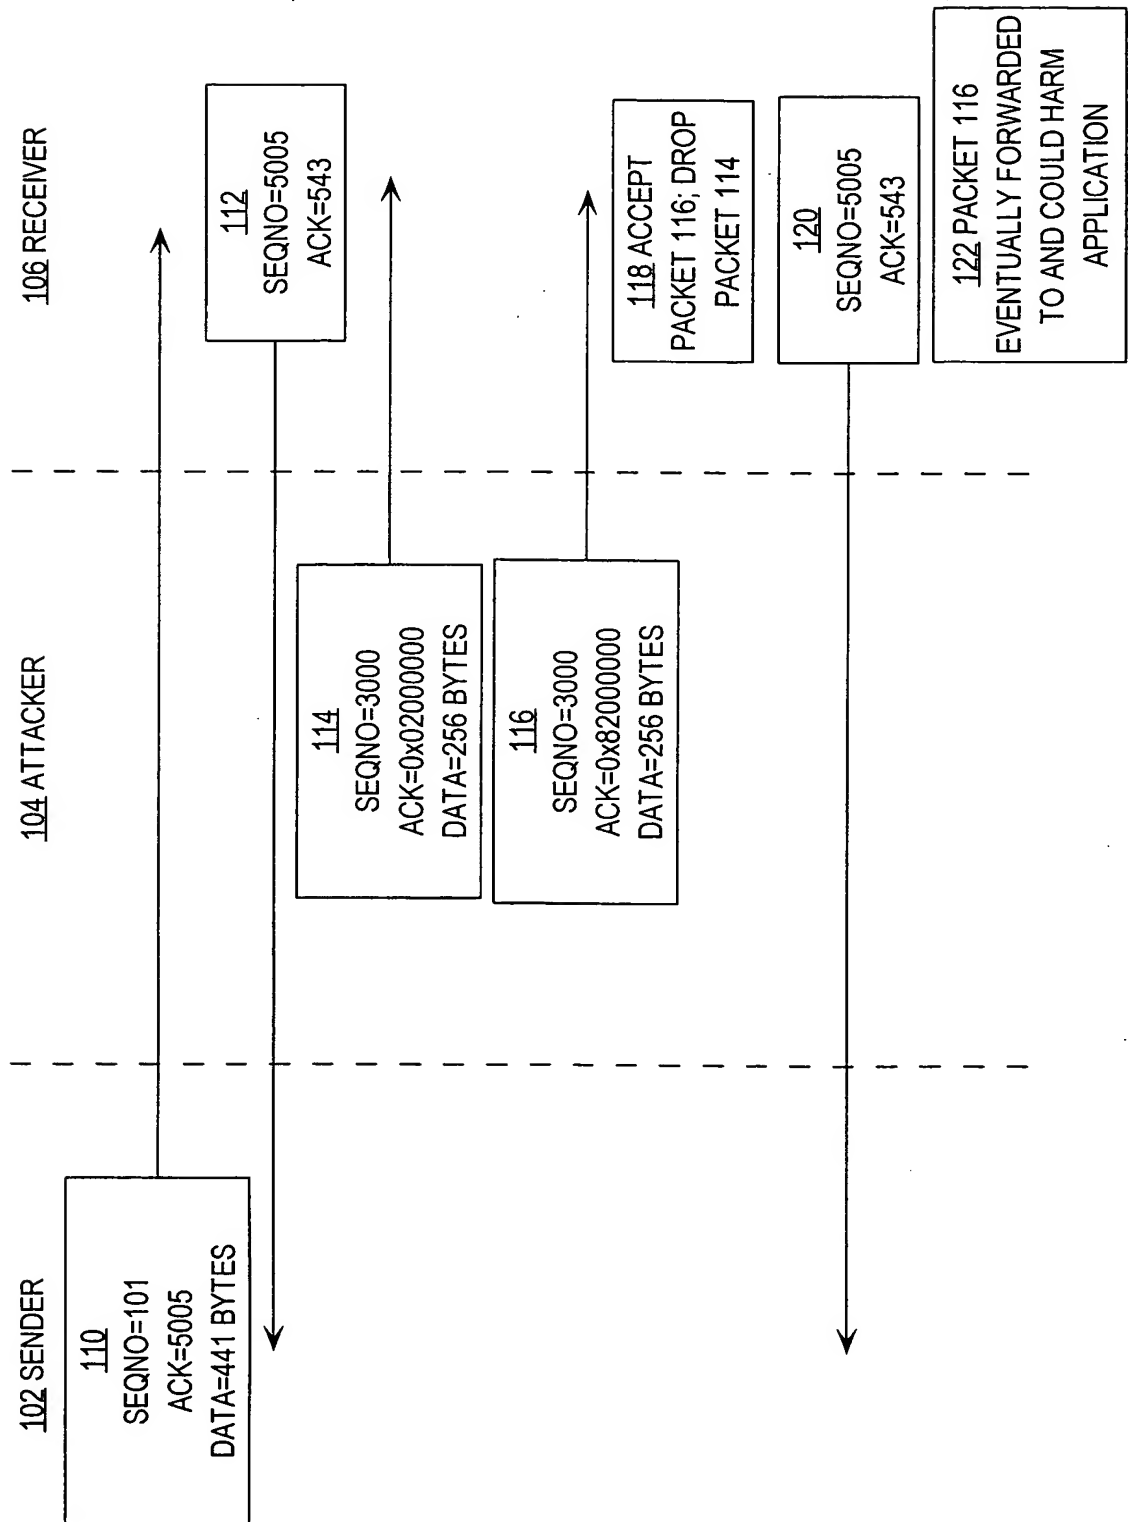 102 SENDER
104 ATTACKER
106 RECEIVER
110
SEQNO=101
ACK=5005
DATA=441 BYTES
112
SEQNO=5005
ACK=543
114
SEQNO=3000
ACK=0x02000000
DATA=256 BYTES
116
SEQNO=3000
ACK=0x82000000
DATA=256 BYTES
118 ACCEPT
PACKET 116; DROP
PACKET 114
120
SEQNO=5005
ACK=543
122 PACKET 116
EVENTUALLY FORWARDED
TO AND COULD HARM
APPLICATION